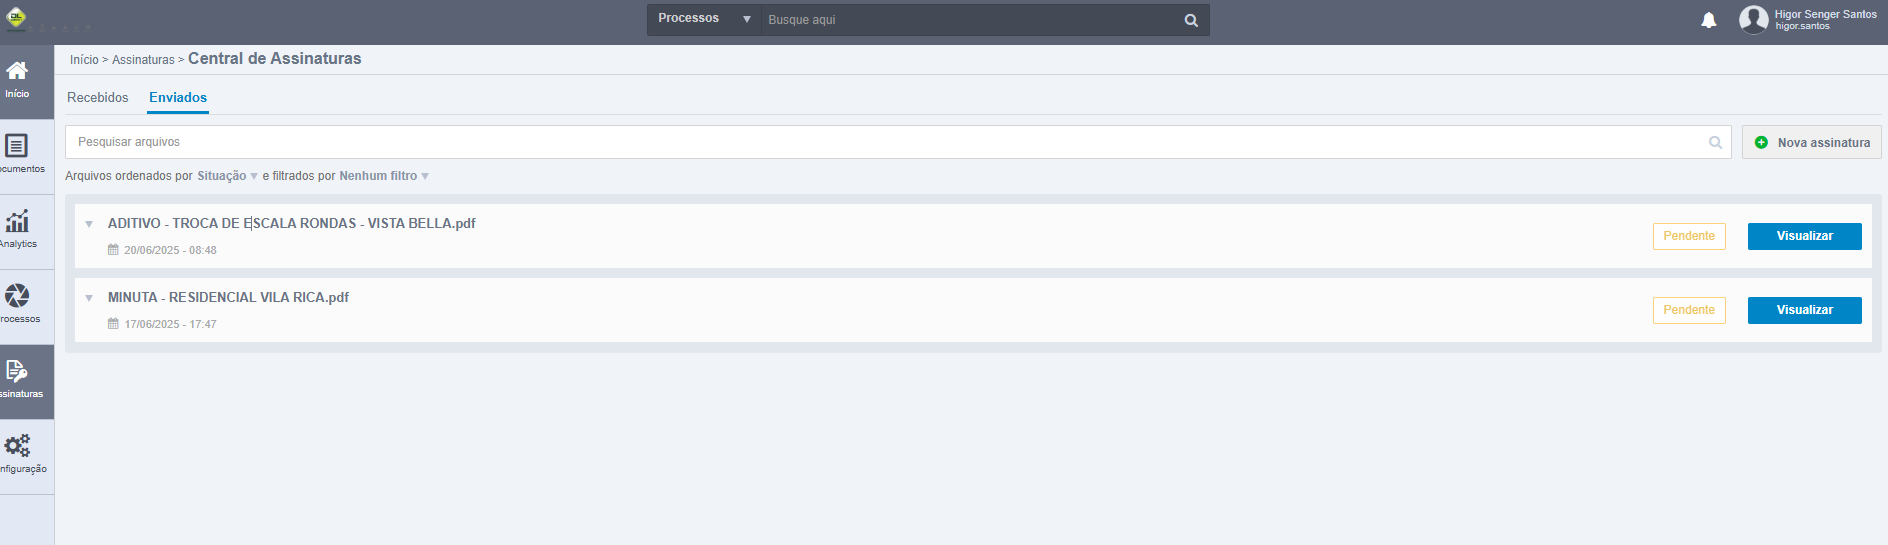 DL
Processos
Busque aqui
Higor Senger Santos
higor.santos
Início > Assinaturas > Central de Assinaturas
Início
ocumentos
Analytics
rocessos
ssinaturas
nfiguração
Recebidos Enviados
Pesquisar arquivos
Nova assinatura
Arquivos ordenados por Situação e filtrados por Nenhum filtro
ADITIVO - TROCA DE ESCALA RONDAS - VISTA BELLA.pdf
20/06/2025 - 08:48
Pendente
Visualizar
MINUTA - RESIDENCIAL VILA RICA.pdf
17/06/2025 - 17:47
Pendente
Visualizar